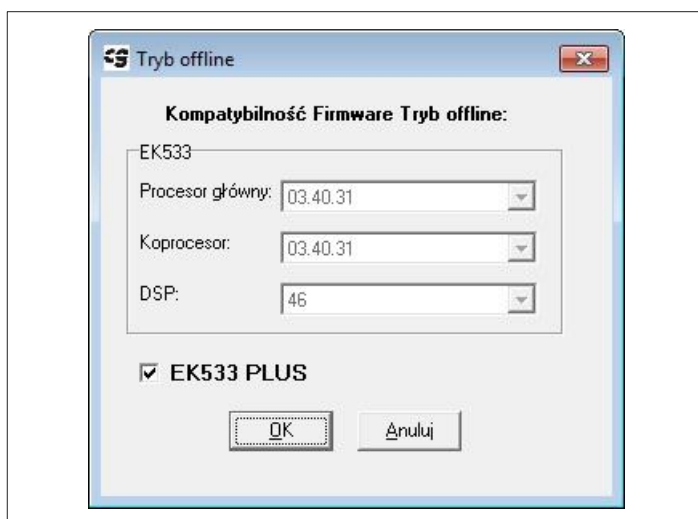 Tryb offline
Kompatybilność Firmware Tryb offline:
EK533
Procesor główny: 03.40.31
Koprocesor: 03.40.31
DSP: 46
EK533 PLUS
OK Anuluj